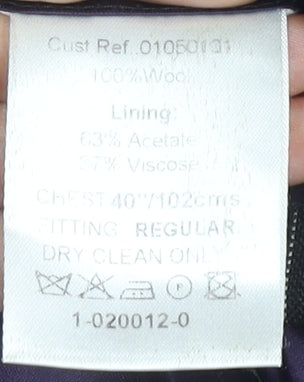 Cust Ref.
100%Wool
Lining:
63% Acetate
37% Viscose
CHEST 40"/102cms
FITTING REGULAR
DRY CLEAN ONLY
1-020012-0